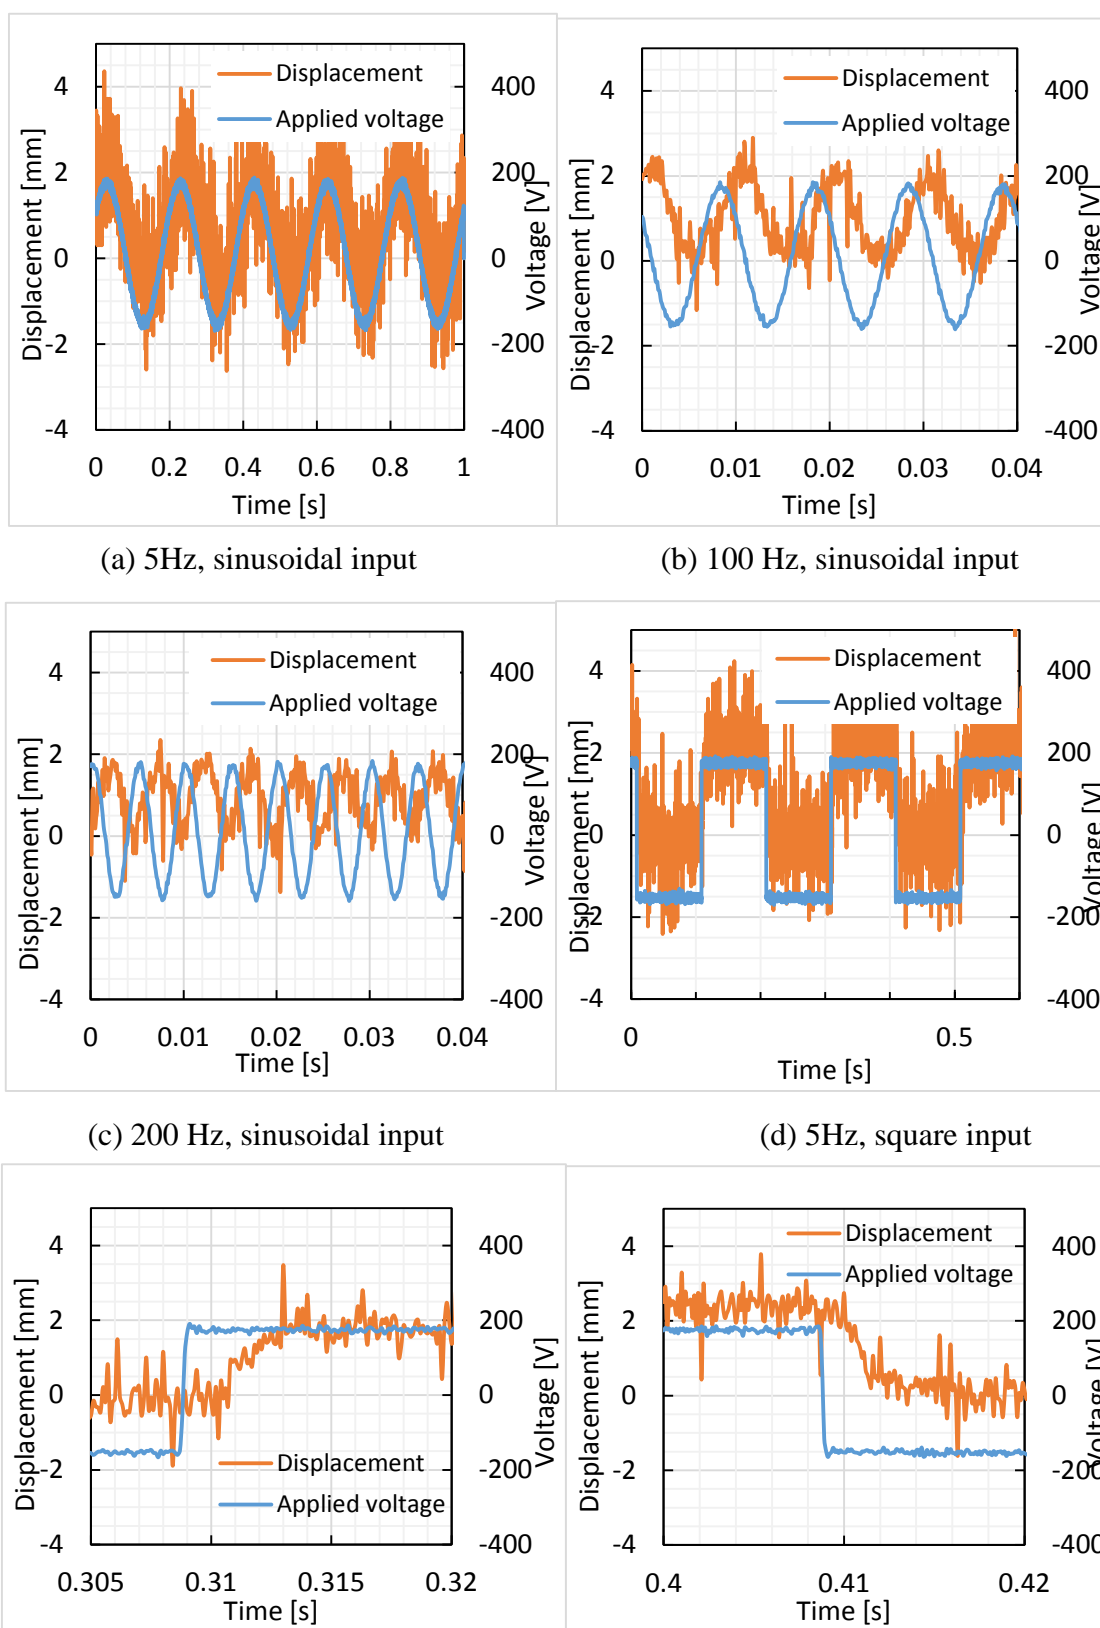 Displacement
Applied voltage
4
2
0
-2
-4
400
200
0
-200
-400
0
0.2
0.4
0.6
0.8
1
Displacement [mm]
Voltage [V]
Time [s]
(a) 5Hz, sinusoidal input
Displacement
Applied voltage
4
2
0
-2
-4
400
200
0
-200
-400
0
0.01
0.02
0.03
0.04
Displacement [mm]
Voltage [V]
Time [s]
(b) 100 Hz, sinusoidal input
Displacement
Applied voltage
4
2
0
-2
-4
400
200
0
-200
-400
0
0.01
0.02
0.03
0.04
Displacement [mm]
Voltage [V]
Time [s]
(c) 200 Hz, sinusoidal input
Displacement
Applied voltage
4
2
0
-2
-4
400
200
0
-200
-400
0
0.5
Displacement [mm]
Voltage [V]
Time [s]
(d) 5Hz, square input
Displacement
Applied voltage
4
2
0
-2
-4
400
200
0
-200
-400
0.305
0.31
0.315
0.32
Displacement [mm]
Voltage [V]
Time [s]
Displacement
Applied voltage
4
2
0
-2
-4
400
200
0
-200
-400
0.4
0.41
0.42
Displacement [mm]
Voltage [V]
Time [s]